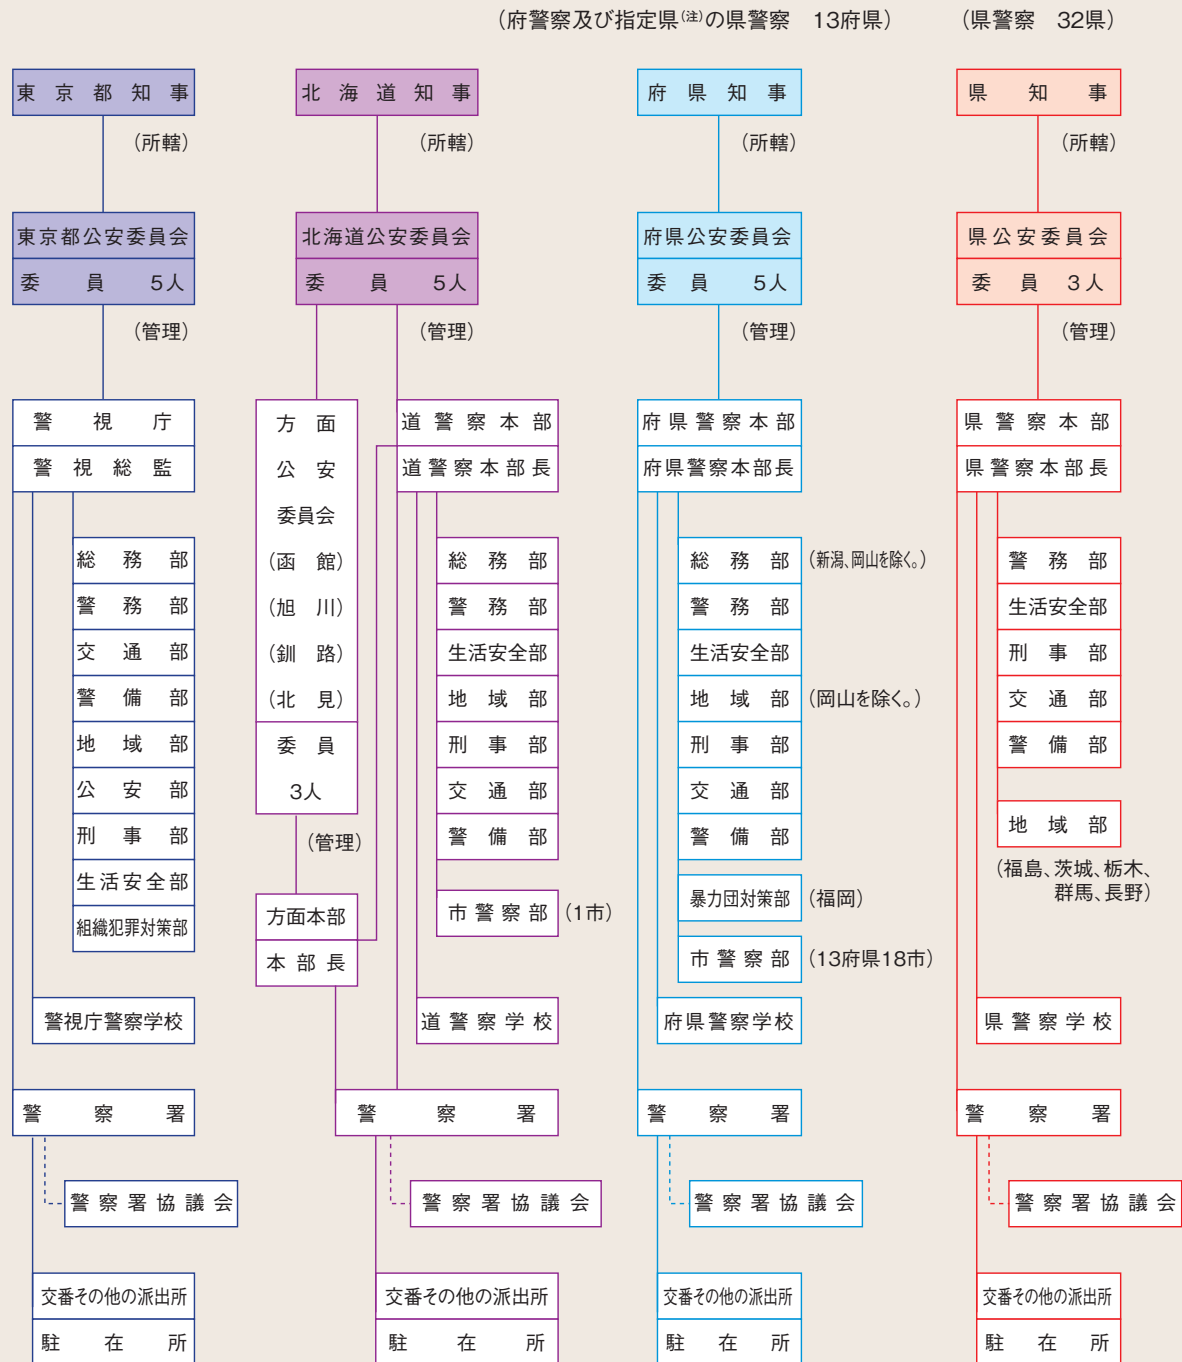 （府警察及び指定県(注)の県警察　13府県）
（県警察　32県）
東京都知事
（所轄）
東京都公安委員会
委員　5人
（管理）
警視庁
警視総監
総務部
警務部
交通部
警備部
地域部
公安部
刑事部
生活安全部
組織犯罪対策部
警視庁警察学校
警察署
警察署協議会
交番その他の派出所
駐在所
北海道知事
（所轄）
北海道公安委員会
委員　5人
（管理）
方面
公安
委員会
（函館）
（旭川）
（釧路）
（北見）
委員
3人
（管理）
方面本部
本部長
道警察本部
道警察本部長
総務部
警務部
生活安全部
地域部
刑事部
交通部
警備部
市警察部（1市）
道警察学校
警察署
警察署協議会
交番その他の派出所
駐在所
府県知事
（所轄）
府県公安委員会
委員　5人
（管理）
府県警察本部
府県警察本部長
総務部（新潟、岡山を除く。）
警務部
生活安全部
地域部（岡山を除く。）
刑事部
交通部
警備部
暴力団対策部（福岡）
市警察部（13府県18市）
府県警察学校
警察署
警察署協議会
交番その他の派出所
駐在所
県知事
（所轄）
県公安委員会
委員　3人
（管理）
県警察本部
県警察本部長
警務部
生活安全部
刑事部
交通部
警備部
地域部
（福島、茨城、栃木、
群馬、長野）
県警察学校
警察署
警察署協議会
交番その他の派出所
駐在所